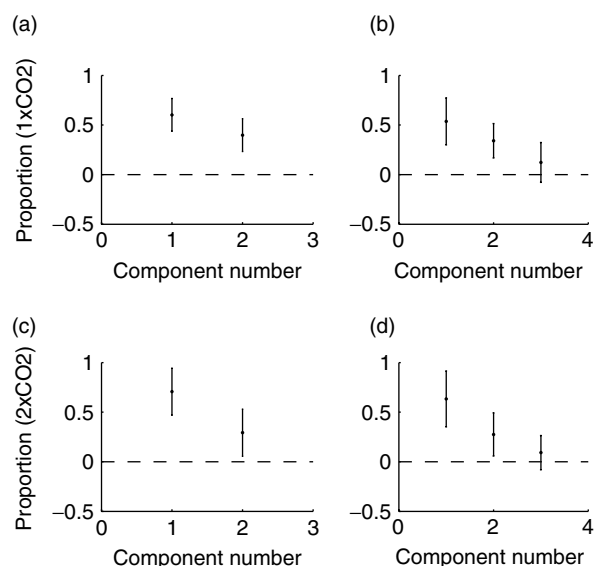 (a)
Proportion (1xCO2)
1
0.5
0
−0.5
0 1 2 3
Component number
(b)
1
0.5
0
−0.5
0 2 4
Component number
(c)
Proportion (2xCO2)
1
0.5
0
−0.5
0 1 2 3
Component number
(d)
1
0.5
0
−0.5
0 2 4
Component number